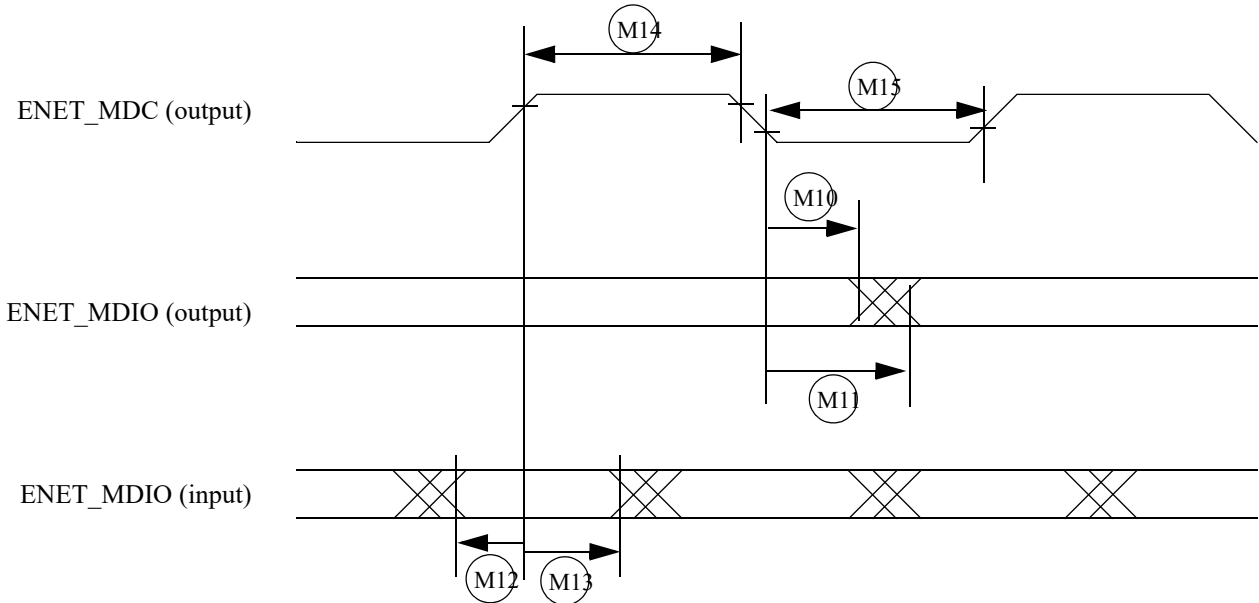 M14
ENET_MDC (output)
M15
M10
ENET_MDIO (output)
M11
ENET_MDIO (input)
M12
M13